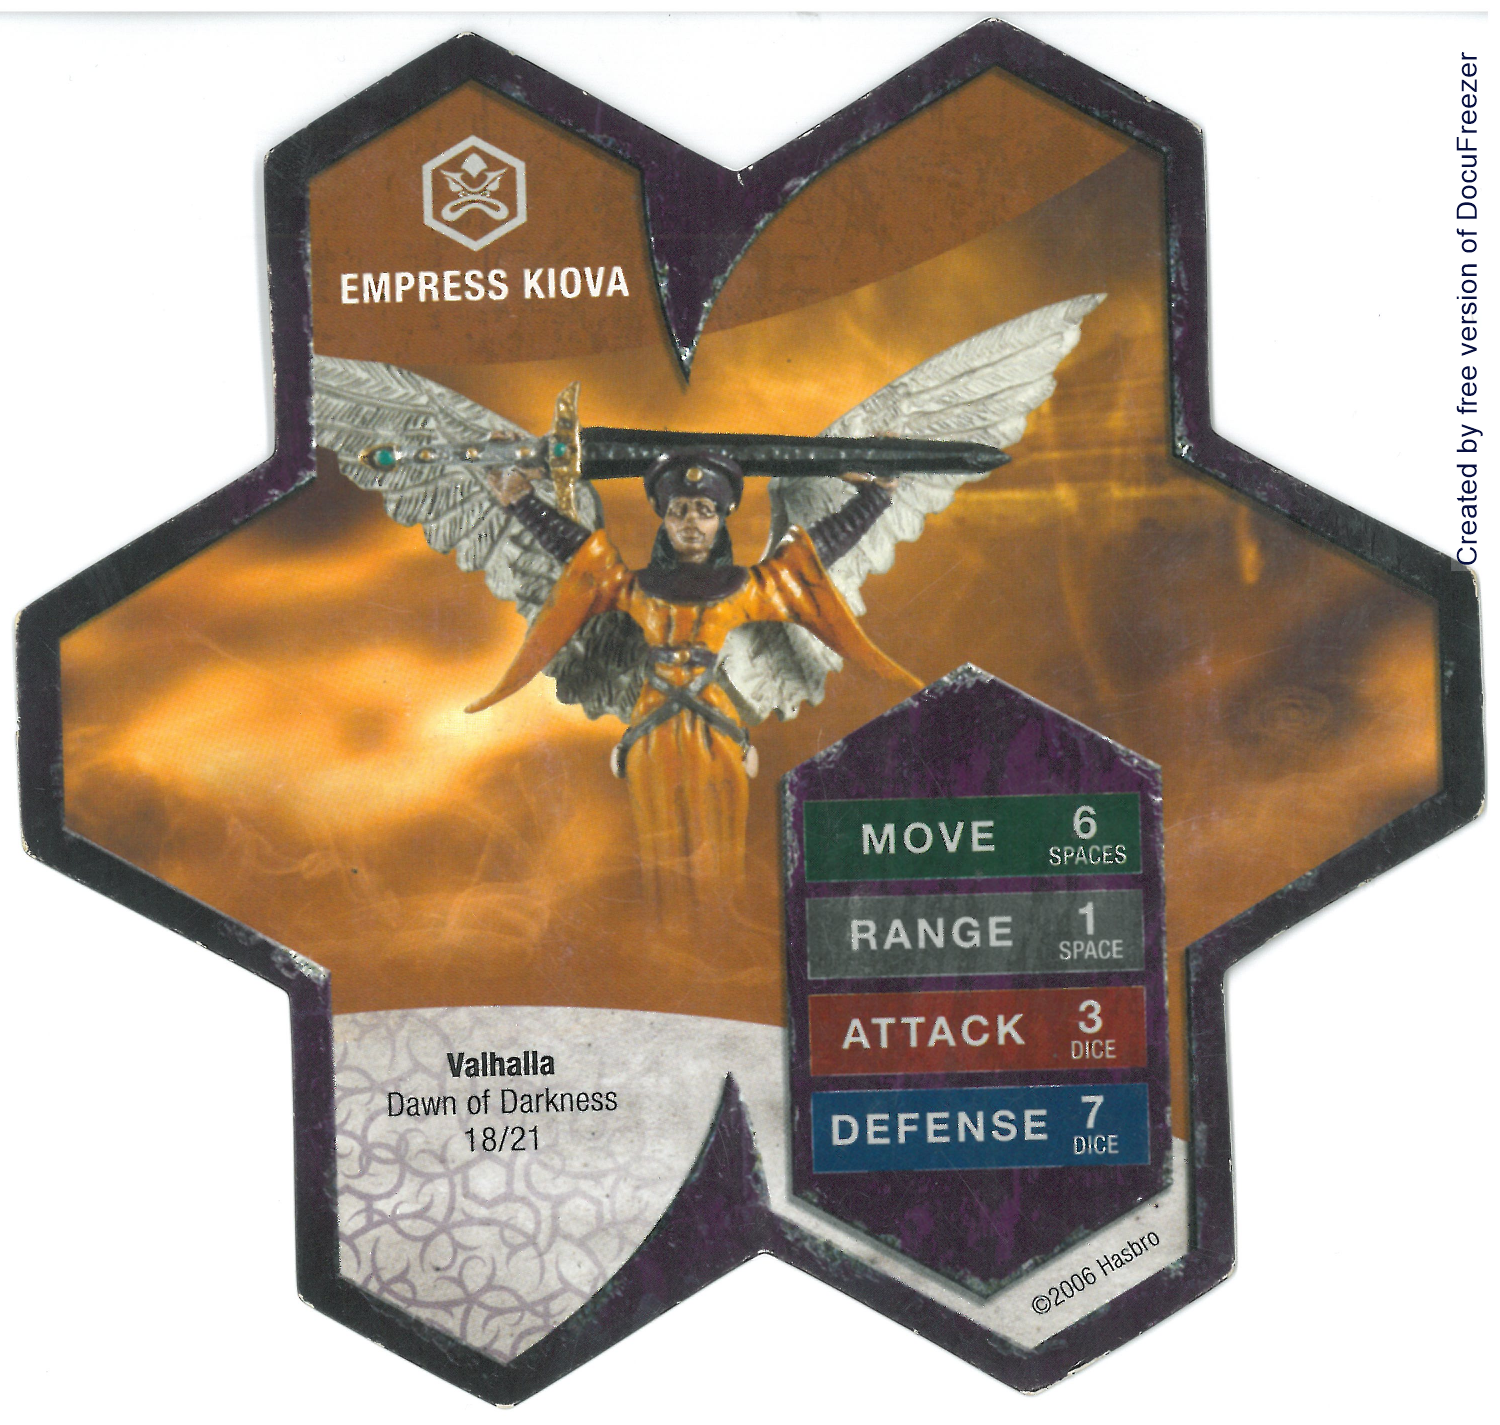 EMPRESS KIOVA
MOVE 6 SPACES
RANGE 1 SPACE
ATTACK 3 DICE
DEFENSE 7 DICE
Valhalla
Dawn of Darkness
18/21
©2006 Hasbro
Created by free version of DocuFreezer